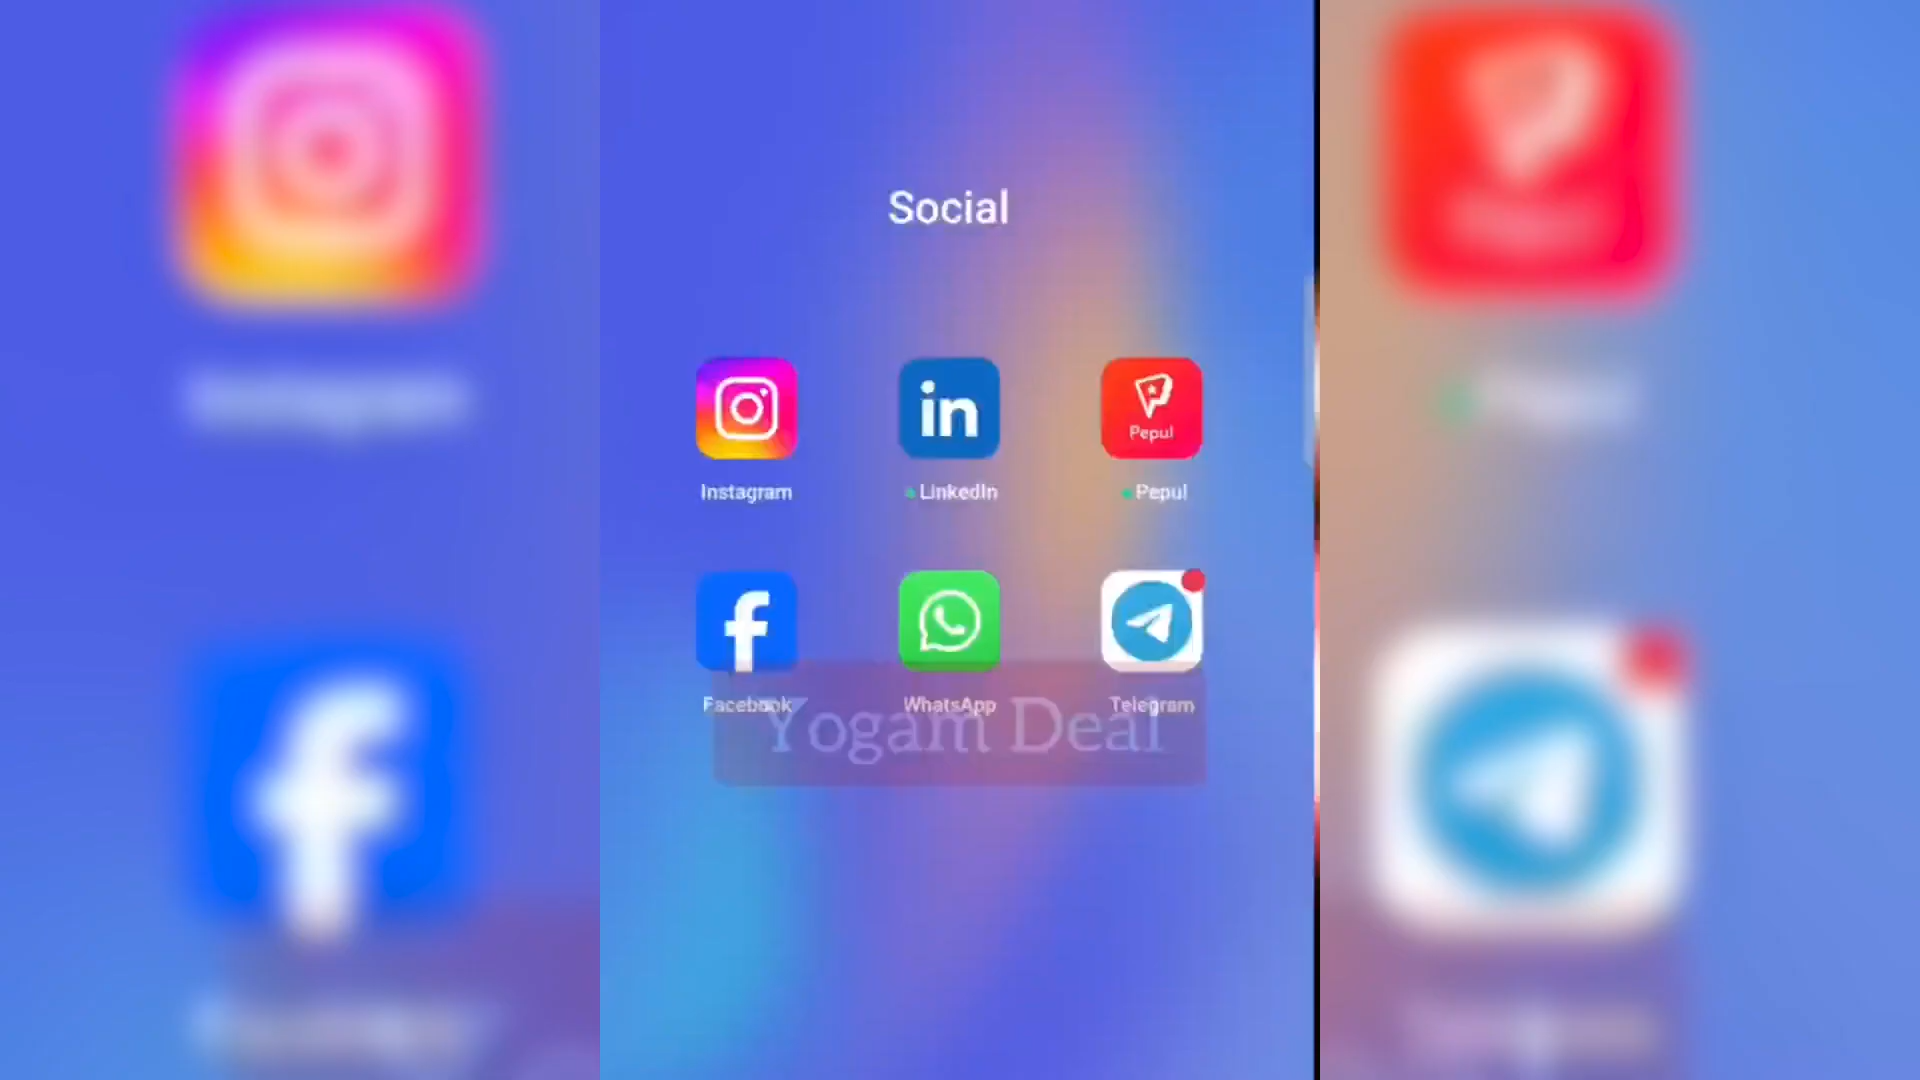 Social
in
Pepul
Instagram
LinkedIn
Pepul
f
Facebook
WhatsApp
Telegram
Yogam Deal